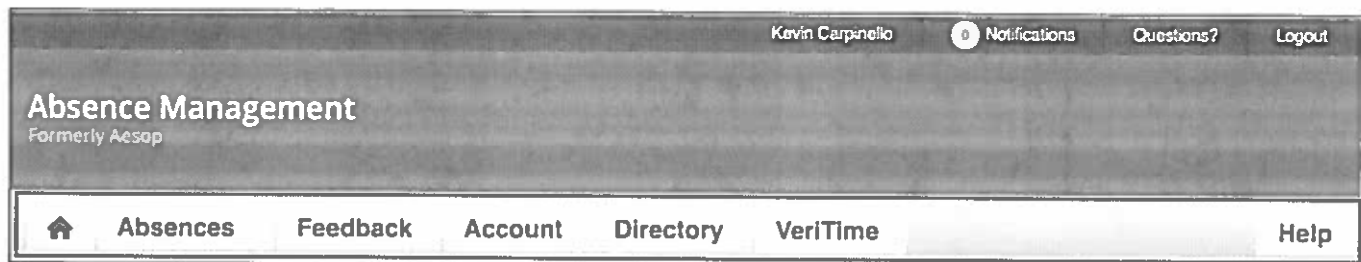 Kevin Carpinello 0 Notifications Questions? Logout
Absence Management
Formerly Aesop
Absences Feedback Account Directory VeriTime Help